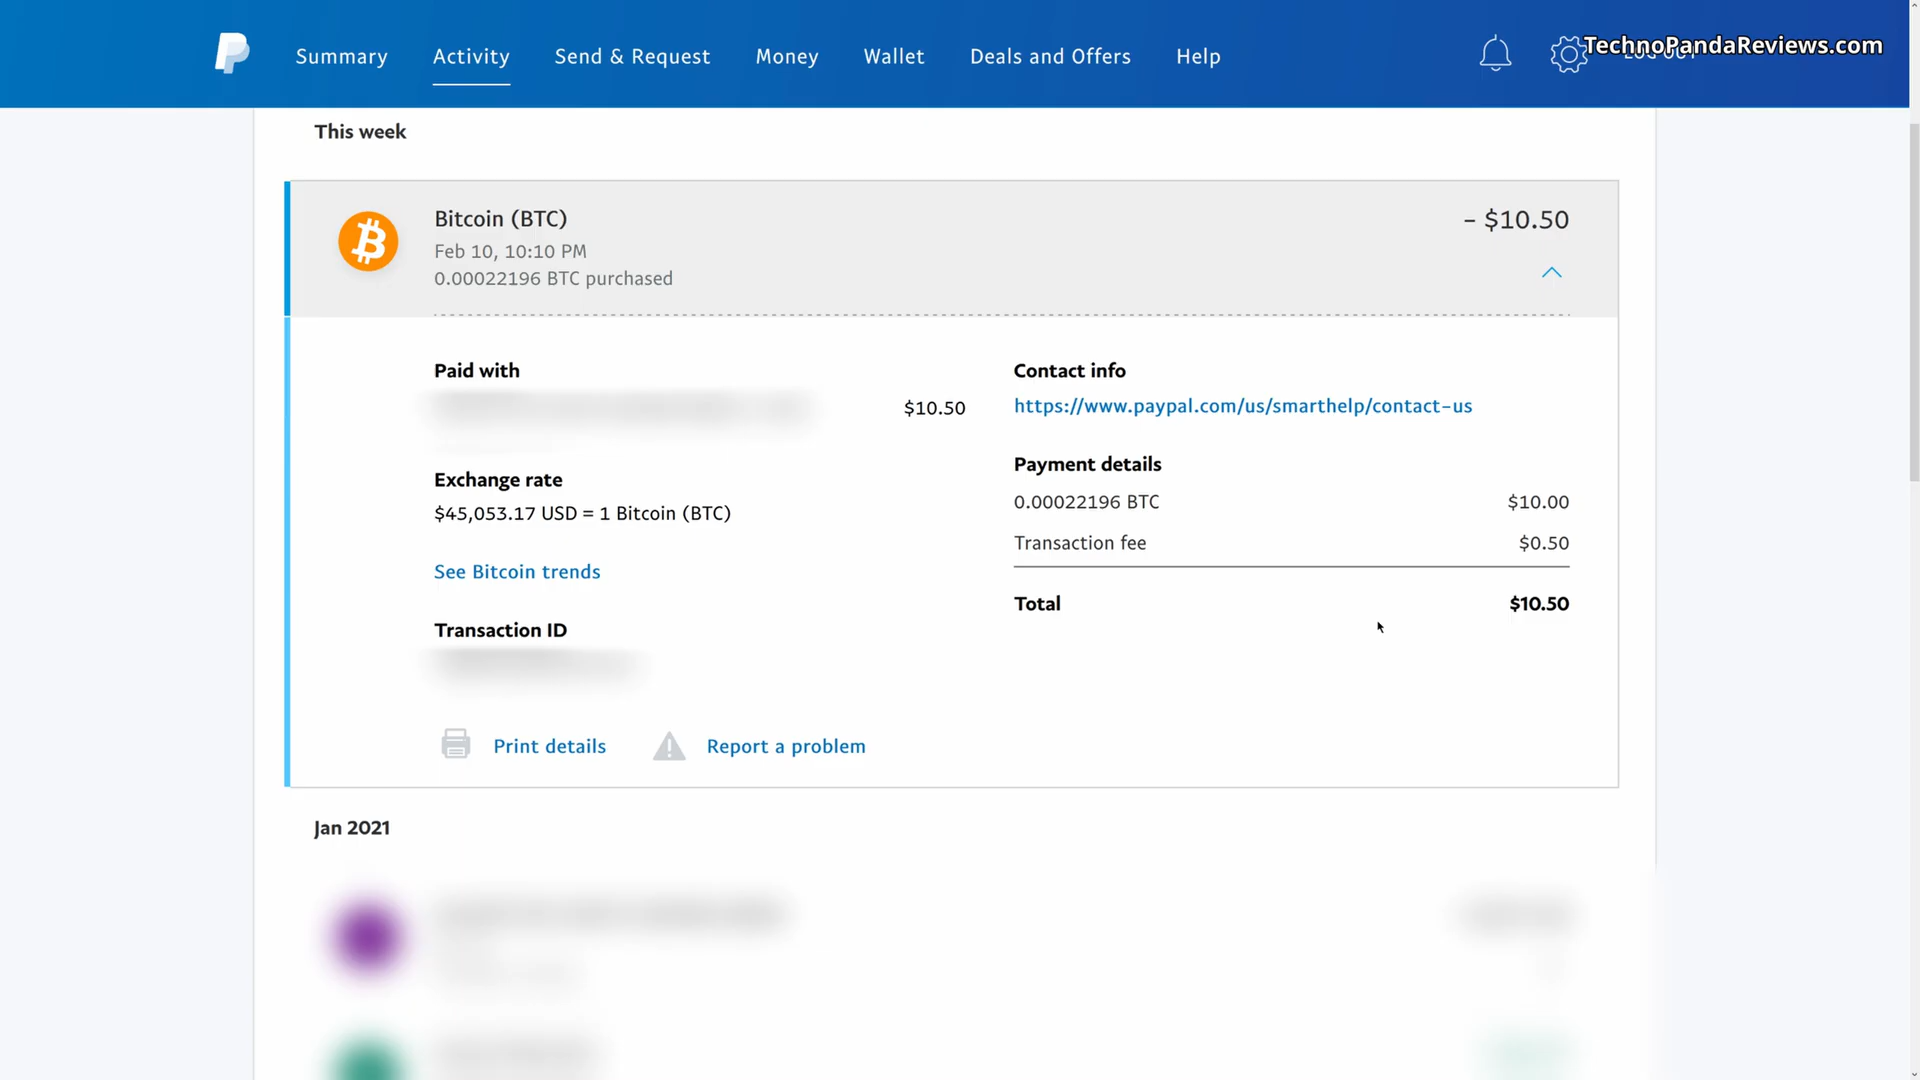 Summary Activity Send & Request Money Wallet Deals and Offers Help
TechnoPandaReviews.com
This week
Bitcoin (BTC)
- $10.50
Feb 10, 10:10 PM
0.00022196 BTC purchased
Paid with
$10.50
Exchange rate
$45,053.17 USD = 1 Bitcoin (BTC)
See Bitcoin trends
Transaction ID
Print details
Report a problem
Contact info
https://www.paypal.com/us/smarthelp/contact-us
Payment details
0.00022196 BTC $10.00
Transaction fee $0.50
Total $10.50
Jan 2021